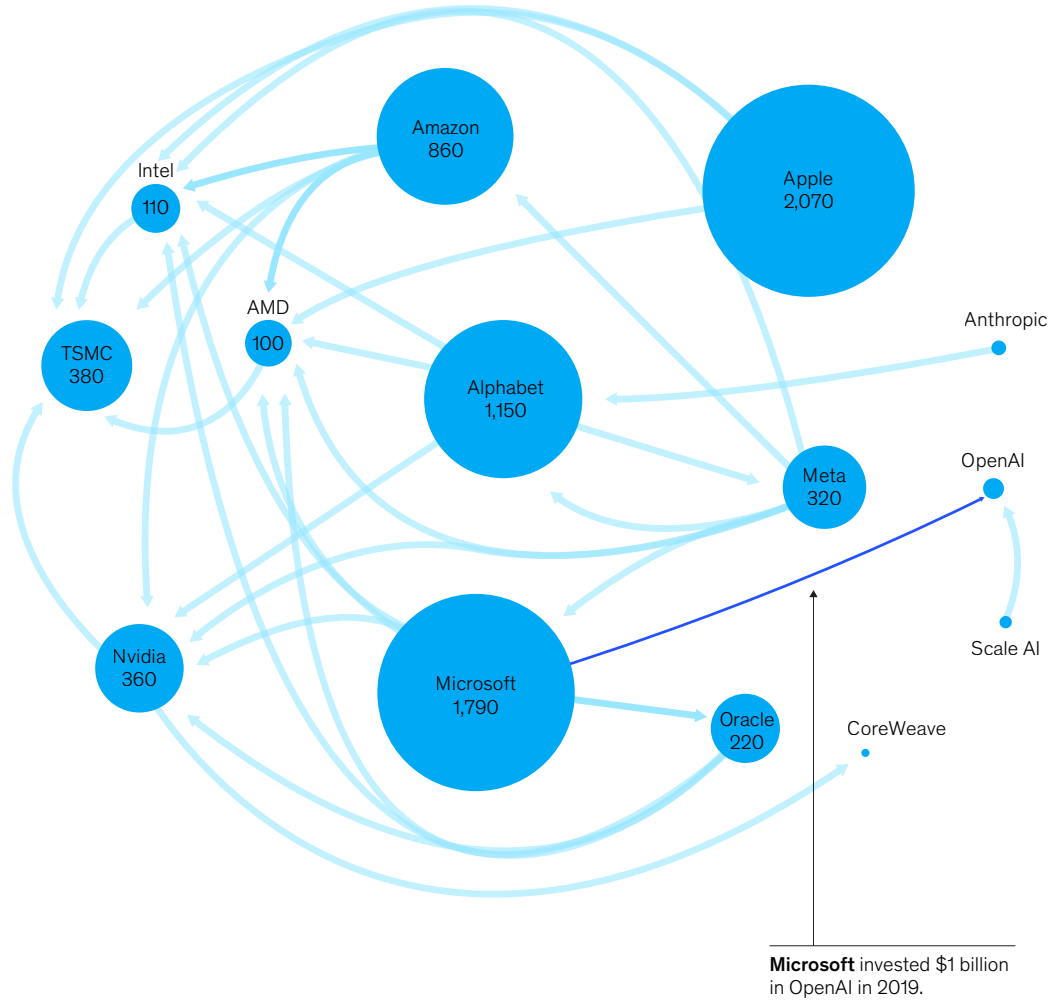 Amazon
860
Apple
2,070
Intel
110
AMD
100
TSMC
380
Anthropic
Alphabet
1,150
OpenAI
Meta
320
Scale AI
Nvidia
360
Microsoft
1,790
Oracle
220
CoreWeave
Microsoft invested $1 billion
in OpenAI in 2019.